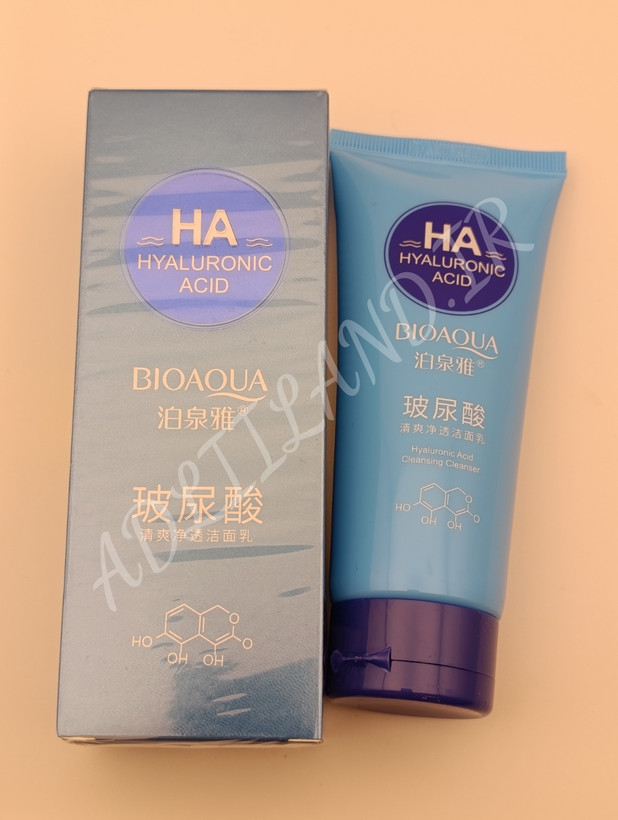 HA
HYALURONIC
ACID
BIOAQUA
泊泉雅®
玻尿酸
清爽净透洁面乳
HO
OH
OH
O
O
HA
HYALURONIC
ACID
BIOAQUA
泊泉雅®
玻尿酸
清爽净透洁面乳
Hyaluronic Acid
Cleansing Cleanser
HO
OH
OH
O
O